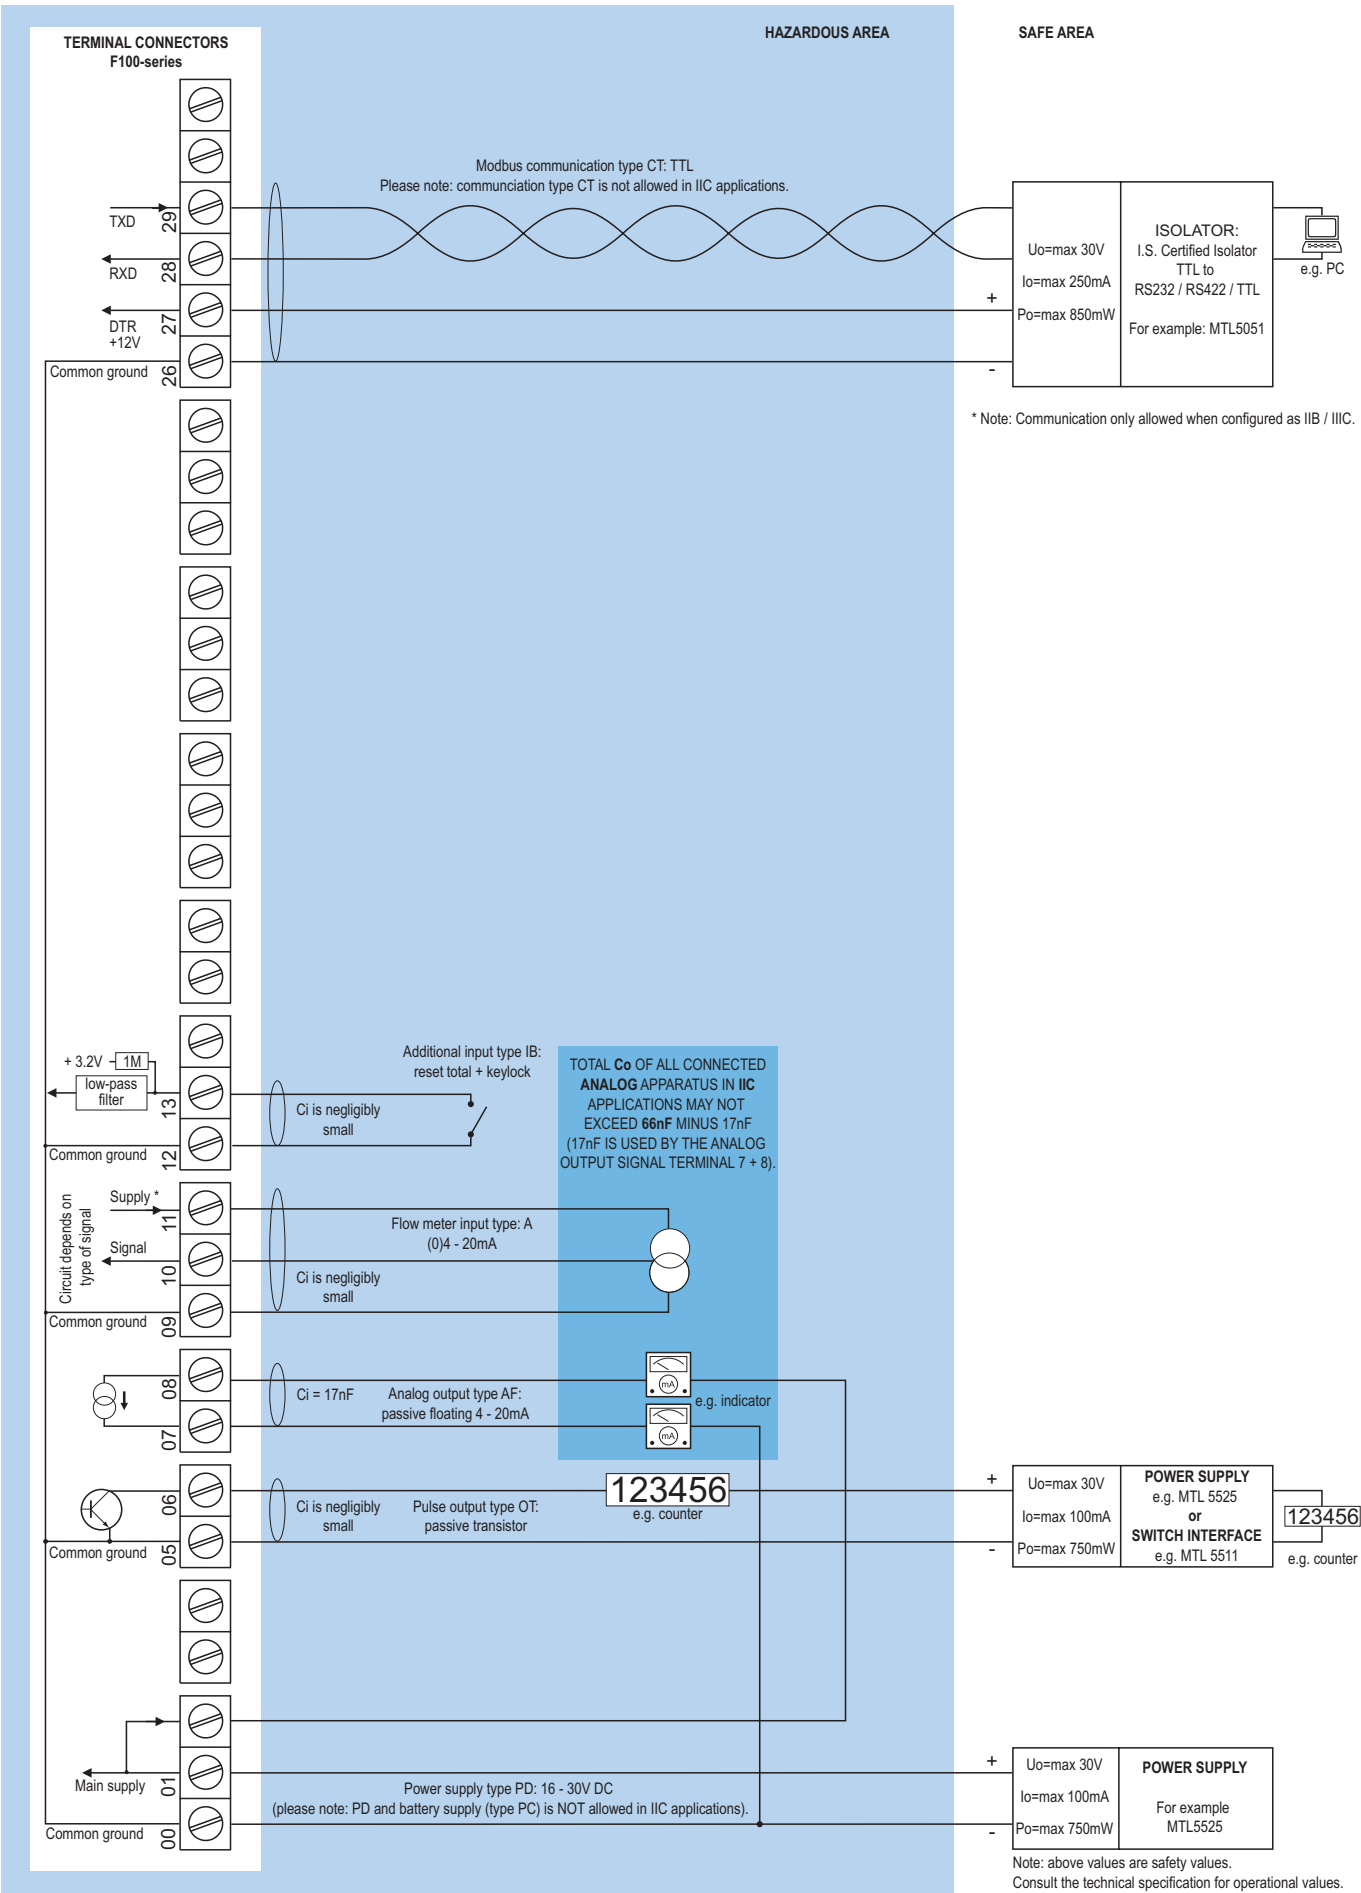 HAZARDOUS AREA
SAFE AREA
TERMINAL CONNECTORS
F100-series
Modbus communication type CT: TTL
Please note: communciation type CT is not allowed in IIC applications.
TXD
29
RXD
28
DTR
+12V
27
Common ground
26
+
-
Uo=max 30V
Io=max 250mA
Po=max 850mW
ISOLATOR:
I.S. Certified Isolator
TTL to
RS232 / RS422 / TTL
For example: MTL5051
e.g. PC
* Note: Communication only allowed when configured as IIB / IIIC.
+ 3.2V
1M
low-pass
filter
13
Common ground
12
Ci is negligibly
small
Additional input type IB:
reset total + keylock
TOTAL Co OF ALL CONNECTED
ANALOG APPARATUS IN IIC
APPLICATIONS MAY NOT
EXCEED 66nF MINUS 17nF
(17nF IS USED BY THE ANALOG
OUTPUT SIGNAL TERMINAL 7 + 8).
Circuit depends on
type of signal
Supply *
11
Signal
10
Common ground
09
Flow meter input type: A
(0)4 - 20mA
Ci is negligibly
small
08
07
Ci = 17nF
Analog output type AF:
passive floating 4 - 20mA
mA
mA
e.g. indicator
06
Common ground
05
Ci is negligibly
small
Pulse output type OT:
passive transistor
123456
e.g. counter
+
-
Uo=max 30V
Io=max 100mA
Po=max 750mW
POWER SUPPLY
e.g. MTL 5525
or
SWITCH INTERFACE
e.g. MTL 5511
123456
e.g. counter
Main supply
01
Common ground
00
Power supply type PD: 16 - 30V DC
(please note: PD and battery supply (type PC) is NOT allowed in IIC applications).
+
-
Uo=max 30V
Io=max 100mA
Po=max 750mW
POWER SUPPLY
For example
MTL5525
Note: above values are safety values.
Consult the technical specification for operational values.